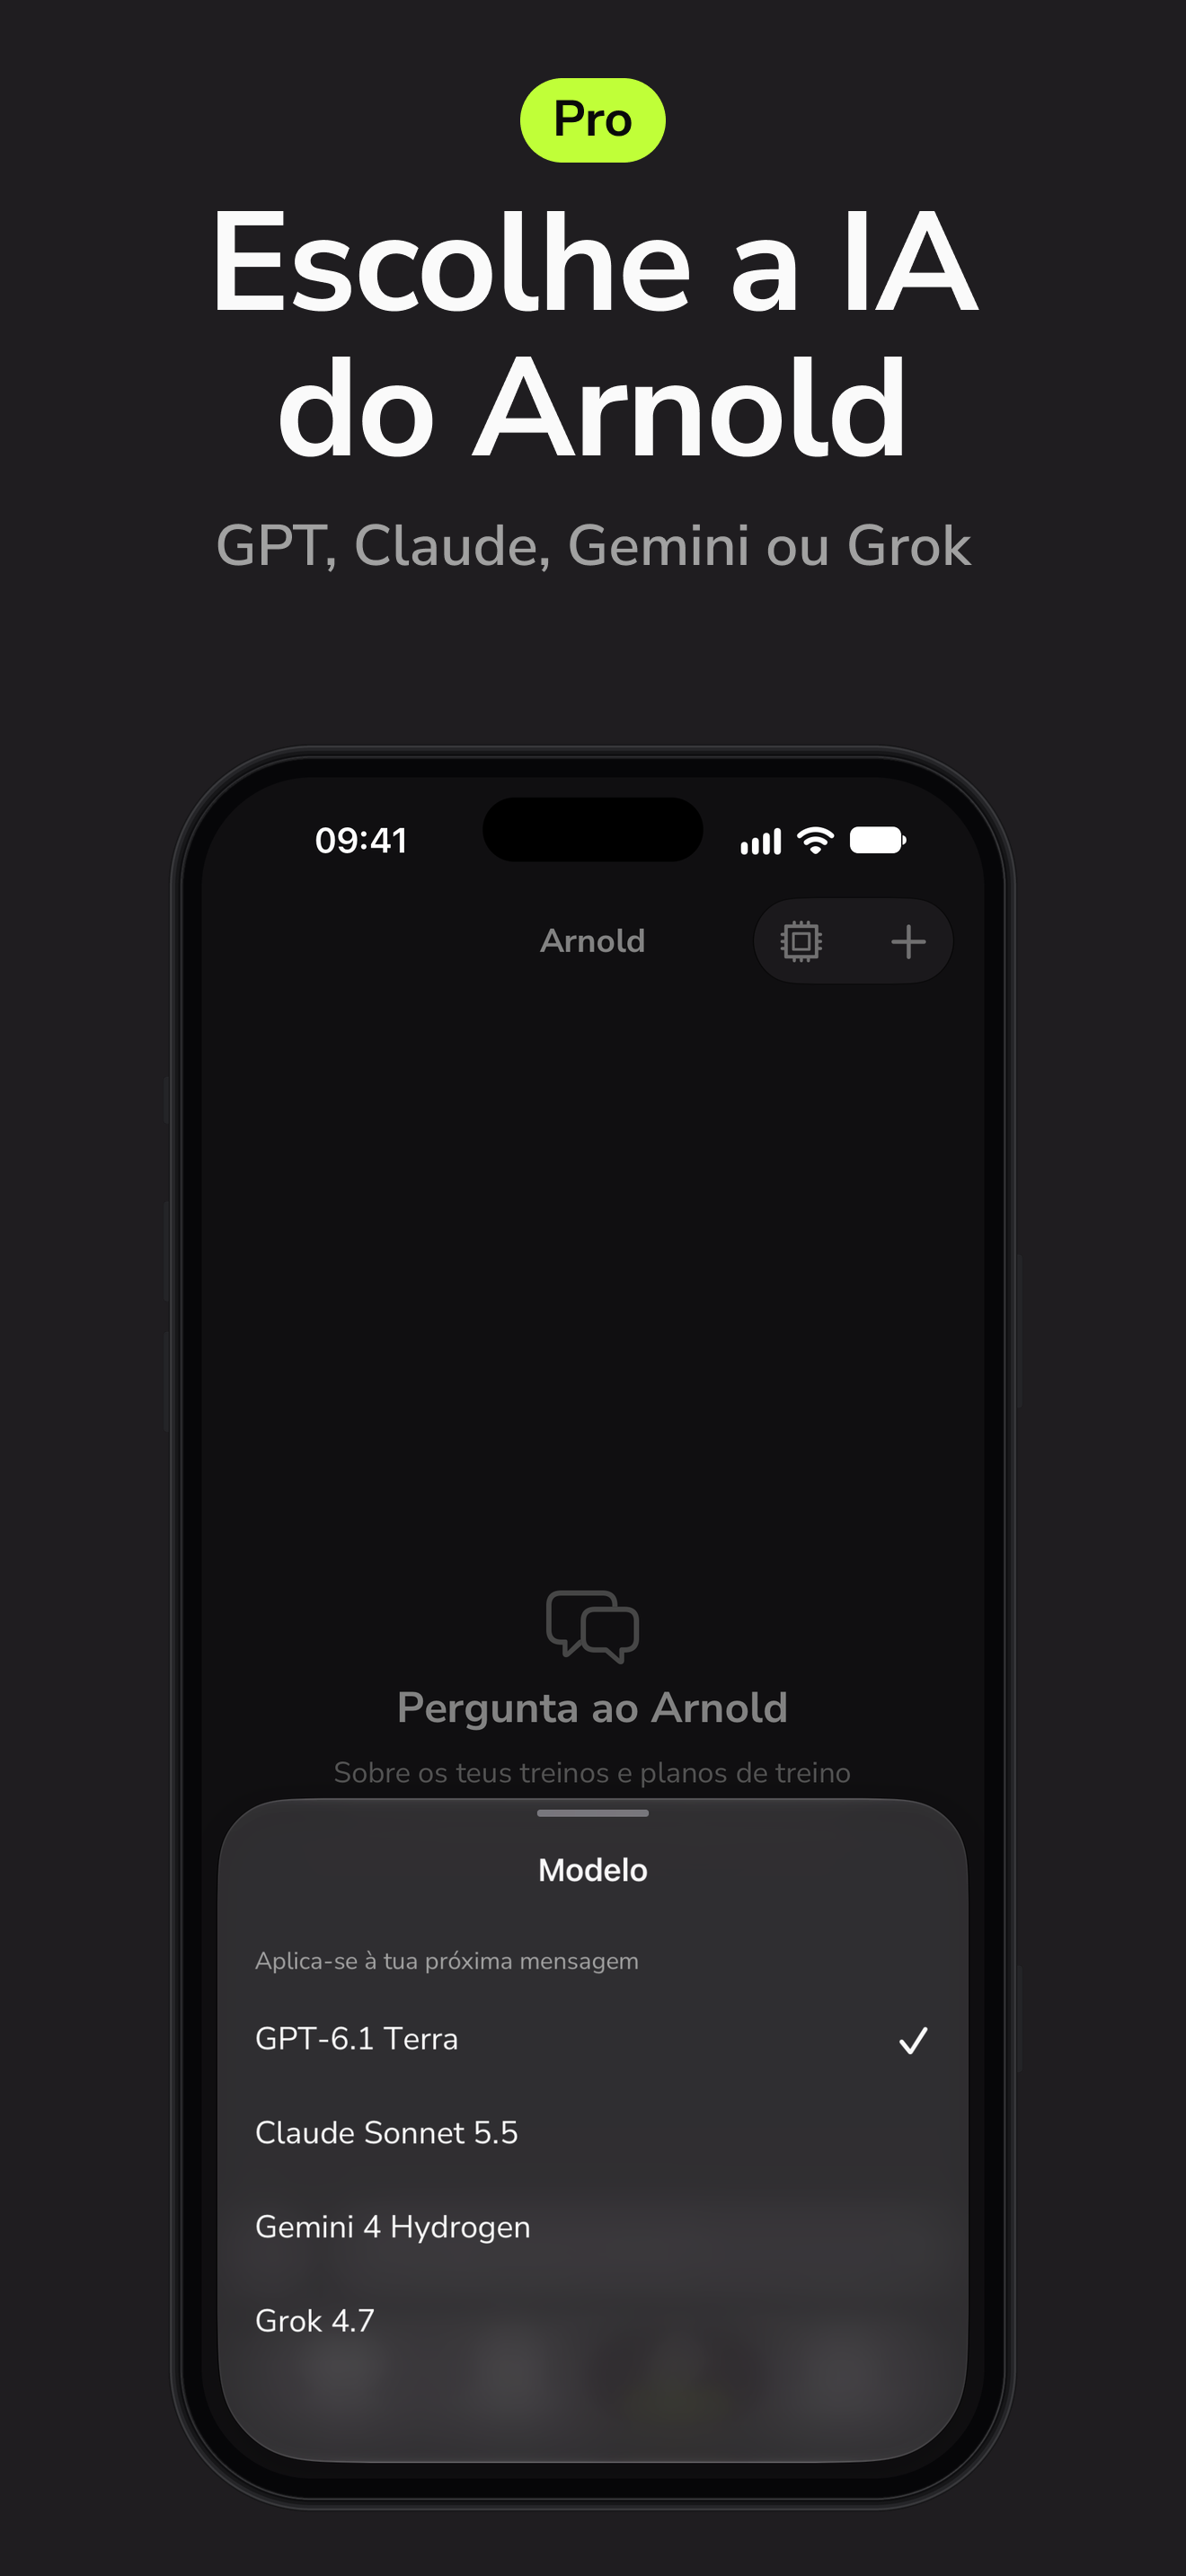 Pro
Escolhe a IA
do Arnold
GPT, Claude, Gemini ou Grok
09:41
Arnold
Pergunta ao Arnold
Sobre os teus treinos e planos de treino
Modelo
Aplica-se à tua próxima mensagem
GPT-6.1 Terra
Claude Sonnet 5.5
Gemini 4 Hydrogen
Grok 4.7